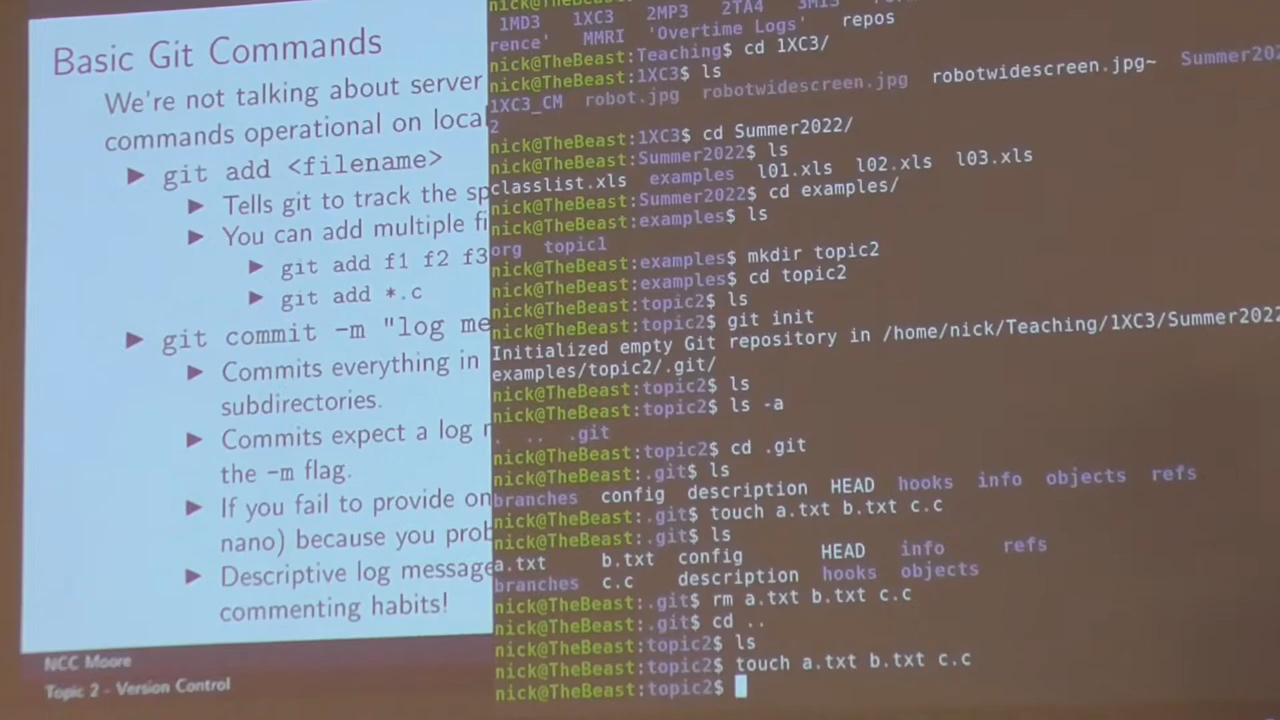 Basic Git Commands
We're not talking about server
commands operational on loca
git add <filename>
Tells git to track the sp
You can add multiple fi
git add f1 f2 f3
git add *.c
git commit -m "log me
Commits everything in
subdirectories.
Commits expect a log
the -m flag.
If you fail to provide on
nano) because you prob
Descriptive log message
commenting habits!
NCC Moore
Topic 2 - Version Control
1MD3 1XC3 2MP3 2TA4
rence' MMRI 'Overtime Logs' repos
nick@TheBeast:Teaching$ cd 1XC3/
nick@TheBeast:1XC3$ ls
1XC3_CM robot.jpg robotwidescreen.jpg robotwidescreen.jpg~ Summer202
2
nick@TheBeast:1XC3$ cd Summer2022/
nick@TheBeast:Summer2022$ ls
classlist.xls examples l01.xls l02.xls l03.xls
nick@TheBeast:Summer2022$ cd examples/
nick@TheBeast:examples$ ls
org topic1
nick@TheBeast:examples$ mkdir topic2
nick@TheBeast:examples$ cd topic2
nick@TheBeast:topic2$ ls
nick@TheBeast:topic2$ git init
Initialized empty Git repository in /home/nick/Teaching/1XC3/Summer2022
examples/topic2/.git/
nick@TheBeast:topic2$ ls
nick@TheBeast:topic2$ ls -a
. .. .git
nick@TheBeast:topic2$ cd .git
nick@TheBeast:.git$ ls
branches config description HEAD hooks info objects refs
nick@TheBeast:.git$ touch a.txt b.txt c.c
nick@TheBeast:.git$ ls
a.txt b.txt config HEAD info refs
branches c.c description hooks objects
nick@TheBeast:.git$ rm a.txt b.txt c.c
nick@TheBeast:.git$ cd ..
nick@TheBeast:topic2$ ls
nick@TheBeast:topic2$ touch a.txt b.txt c.c
nick@TheBeast:topic2$